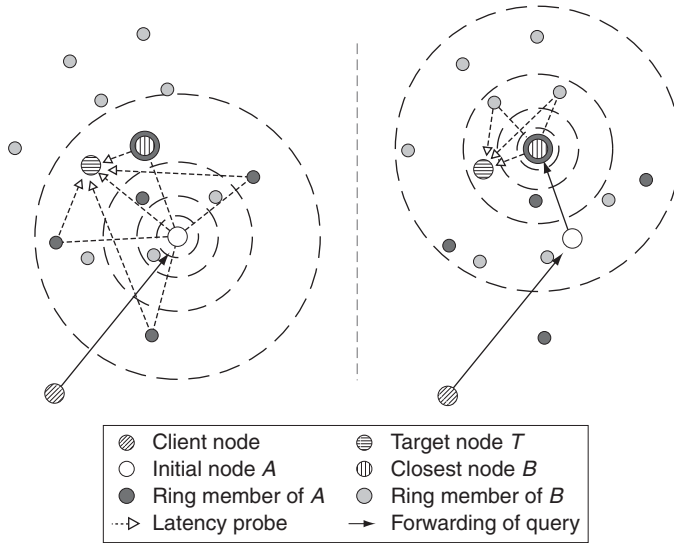 Client node
Target node T
Initial node A
Closest node B
Ring member of A
Ring member of B
Latency probe
Forwarding of query